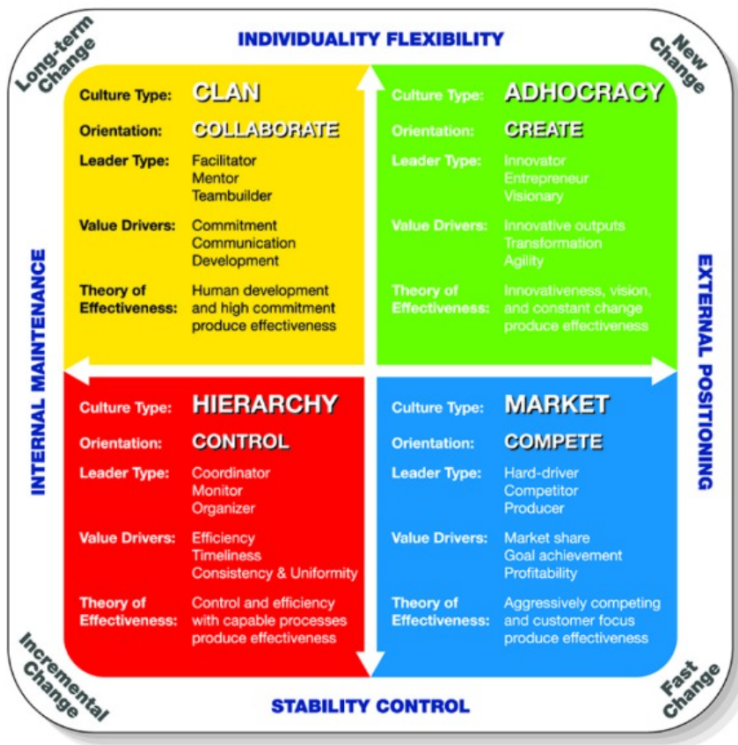 INDIVIDUALITY FLEXIBILITY
Long-term
Change
New
Change
Culture Type: CLAN
Orientation: COLLABORATE
Leader Type: Facilitator
Mentor
Teambuilder
Value Drivers: Commitment
Communication
Development
Theory of Human development
Effectiveness: and high commitment
produce effectiveness
Culture Type: ADHOCRACY
Orientation: CREATE
Leader Type: Innovator
Entrepreneur
Visionary
Value Drivers: Innovative outputs
Transformation
Agility
Theory of Innovativeness, vision,
Effectiveness: and constant change
produce effectiveness
INTERNAL MAINTENANCE
EXTERNAL POSITIONING
Culture Type: HIERARCHY
Orientation: CONTROL
Leader Type: Coordinator
Monitor
Organizer
Value Drivers: Efficiency
Timeliness
Consistency & Uniformity
Theory of Control and efficiency
Effectiveness: with capable processes
produce effectiveness
Culture Type: MARKET
Orientation: COMPETE
Leader Type: Hard-driver
Competitor
Producer
Value Drivers: Market share
Goal achievement
Profitability
Theory of Aggressively competing
Effectiveness: and customer focus
produce effectiveness
Incremental
Change
Fast
Change
STABILITY CONTROL